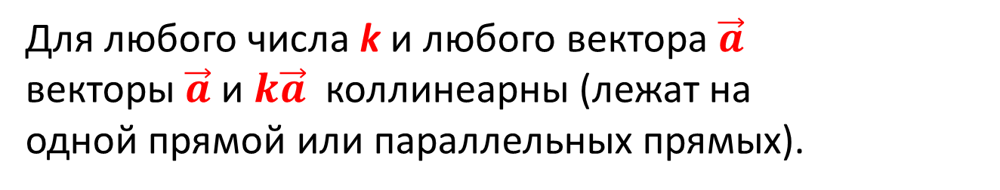 Для любого числа k и любого вектора a⃗
векторы a⃗ и ka⃗ коллинеарны (лежат на
одной прямой или параллельных прямых).